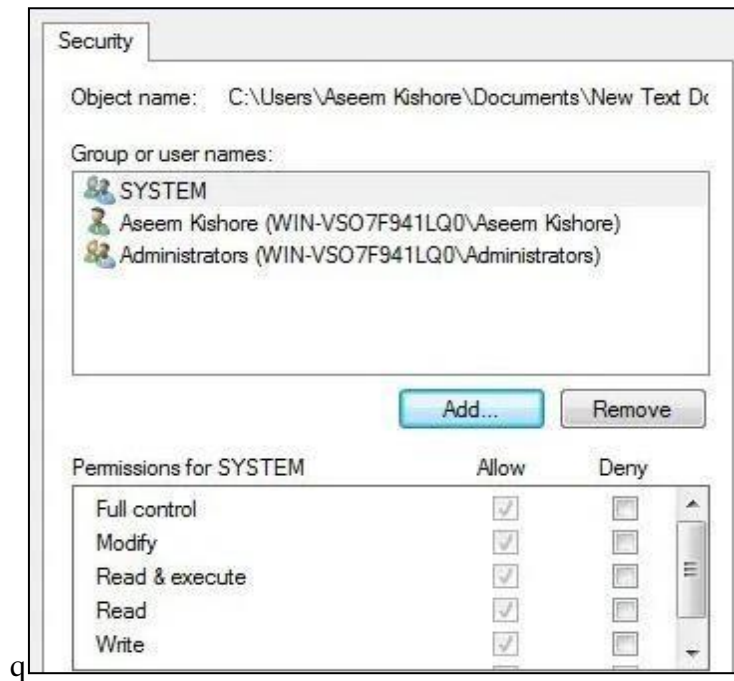 Security
Object name: C:\Users\Aseem Kishore\Documents\New Text Do
Group or user names:
SYSTEM
Aseem Kishore (WIN-VSO7F941LQ0\Aseem Kishore)
Administrators (WIN-VSO7F941LQ0\Administrators)
Add... Remove
Permissions for SYSTEM Allow Deny
Full control
Modify
Read & execute
Read
Write
q